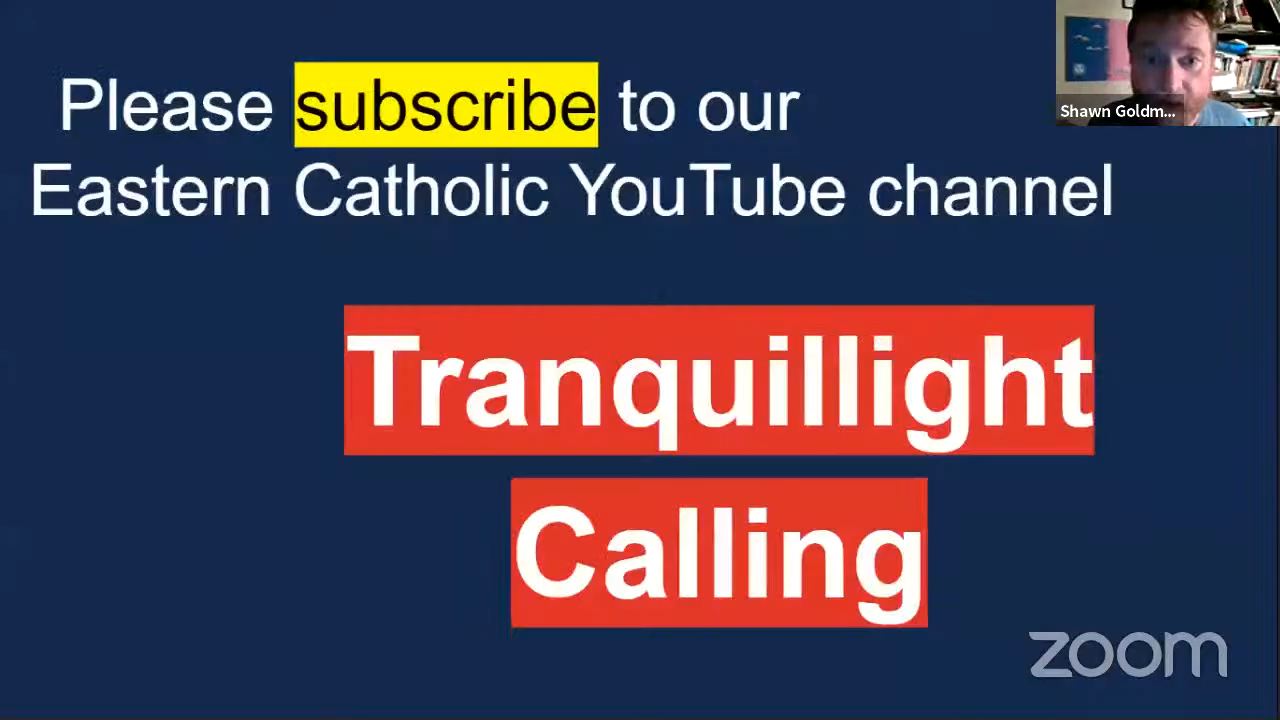 Please subscribe to our
Eastern Catholic YouTube channel
Tranquillight
Calling
Shawn Goldm...
zoom